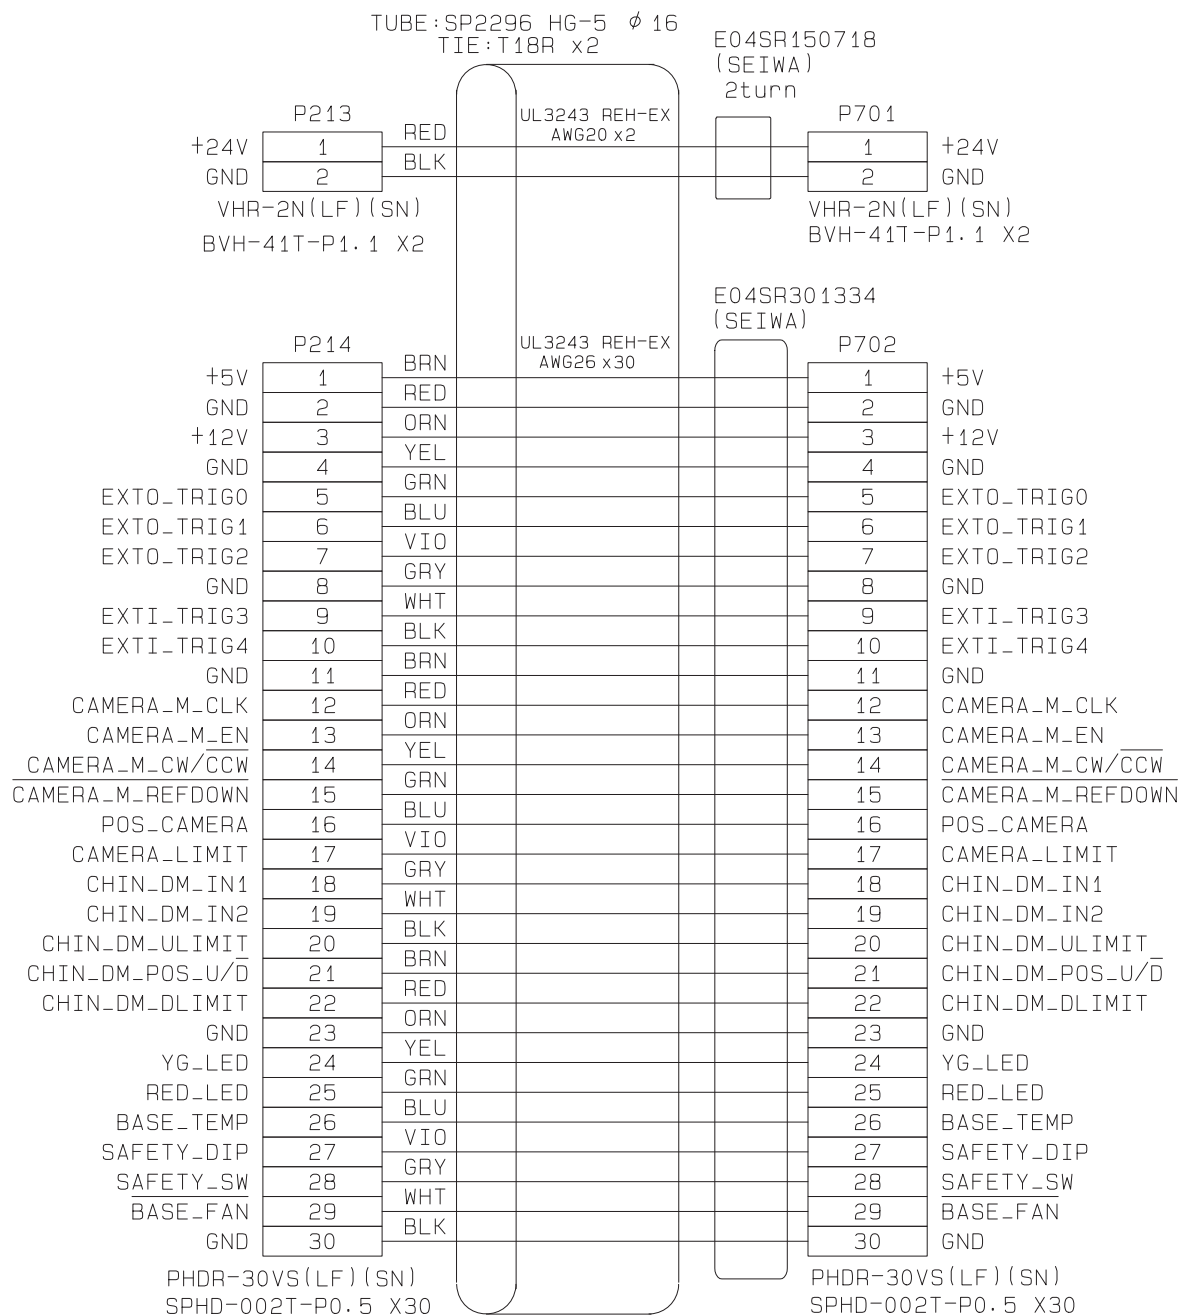 TUBE:SP2296 HG-5 ϕ16
TIE:T18R x2
E04SR150718
(SEIWA)
2turn
P213
UL3243 REH-EX
AWG20 x2
P701
+24V 1 RED 1 +24V
GND 2 BLK 2 GND
VHR-2N(LF)(SN)
BVH-41T-P1.1 X2
VHR-2N(LF)(SN)
BVH-41T-P1.1 X2
E04SR301334
(SEIWA)
P214
UL3243 REH-EX
AWG26 x30
P702
+5V 1 BRN 1 +5V
GND 2 RED 2 GND
+12V 3 ORN 3 +12V
GND 4 YEL 4 GND
EXTO_TRIG0 5 GRN 5 EXTO_TRIG0
EXTO_TRIG1 6 BLU 6 EXTO_TRIG1
EXTO_TRIG2 7 VIO 7 EXTO_TRIG2
GND 8 GRY 8 GND
EXTI_TRIG3 9 WHT 9 EXTI_TRIG3
EXTI_TRIG4 10 BLK 10 EXTI_TRIG4
GND 11 BRN 11 GND
CAMERA_M_CLK 12 RED 12 CAMERA_M_CLK
CAMERA_M_EN 13 ORN 13 CAMERA_M_EN
CAMERA_M_CW/C̅C̅W̅ 14 YEL 14 CAMERA_M_CW/C̅C̅W̅
C̅A̅M̅E̅R̅A̅_̅M̅_̅R̅E̅F̅D̅O̅W̅N̅ 15 GRN 15 C̅A̅M̅E̅R̅A̅_̅M̅_̅R̅E̅F̅D̅O̅W̅N̅
POS_CAMERA 16 BLU 16 POS_CAMERA
CAMERA_LIMIT 17 VIO 17 CAMERA_LIMIT
CHIN_DM_IN1 18 GRY 18 CHIN_DM_IN1
CHIN_DM_IN2 19 WHT 19 CHIN_DM_IN2
CHIN_DM_ULIMIT 20 BLK 20 CHIN_DM_ULIMIT
CHIN_DM_POS_U/D̅ 21 BRN 21 CHIN_DM_POS_U/D̅
CHIN_DM_DLIMIT 22 RED 22 CHIN_DM_DLIMIT
GND 23 ORN 23 GND
YG_LED 24 YEL 24 YG_LED
RED_LED 25 GRN 25 RED_LED
BASE_TEMP 26 BLU 26 BASE_TEMP
SAFETY_DIP 27 VIO 27 SAFETY_DIP
SAFETY_SW 28 GRY 28 SAFETY_SW
B̅A̅S̅E̅_̅F̅A̅N̅ 29 WHT 29 B̅A̅S̅E̅_̅F̅A̅N̅
GND 30 BLK 30 GND
PHDR-30VS(LF)(SN)
SPHD-002T-P0.5 X30
PHDR-30VS(LF)(SN)
SPHD-002T-P0.5 X30